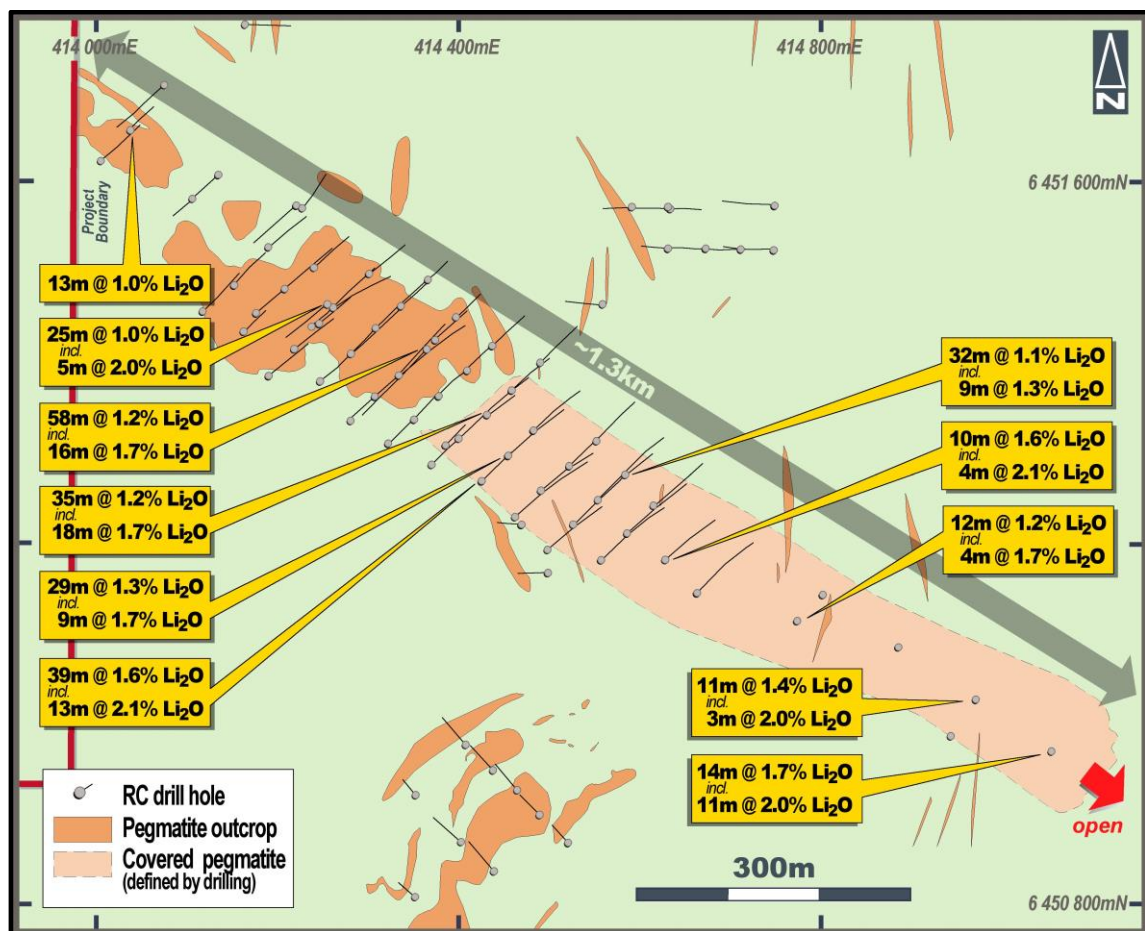 414 000mE
414 400mE
414 800mE
N
6 451 600mN
Project
Boundary
~1.3km
13m @ 1.0% Li₂O
25m @ 1.0% Li₂O
incl.
5m @ 2.0% Li₂O
58m @ 1.2% Li₂O
incl.
16m @ 1.7% Li₂O
35m @ 1.2% Li₂O
incl.
18m @ 1.7% Li₂O
29m @ 1.3% Li₂O
incl.
9m @ 1.7% Li₂O
39m @ 1.6% Li₂O
incl.
13m @ 2.1% Li₂O
32m @ 1.1% Li₂O
incl.
9m @ 1.3% Li₂O
10m @ 1.6% Li₂O
incl.
4m @ 2.1% Li₂O
12m @ 1.2% Li₂O
incl.
4m @ 1.7% Li₂O
11m @ 1.4% Li₂O
incl.
3m @ 2.0% Li₂O
14m @ 1.7% Li₂O
incl.
11m @ 2.0% Li₂O
open
RC drill hole
Pegmatite outcrop
Covered pegmatite
(defined by drilling)
300m
6 450 800mN